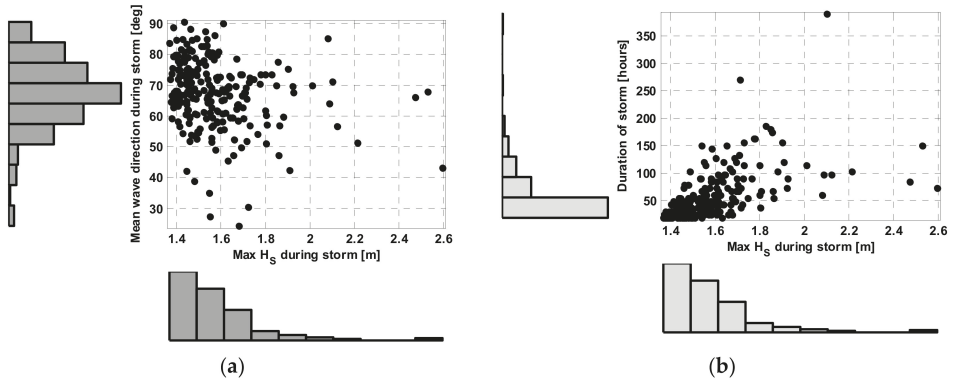 Mean wave direction during storm [deg]
90
80
70
60
50
40
30
1.4 1.6 1.8 2 2.2 2.4 2.6
Max HS during storm [m]
(a)
Duration of storm [hours]
350
300
250
200
150
100
50
1.4 1.6 1.8 2 2.2 2.4 2.6
Max HS during storm [m]
(b)